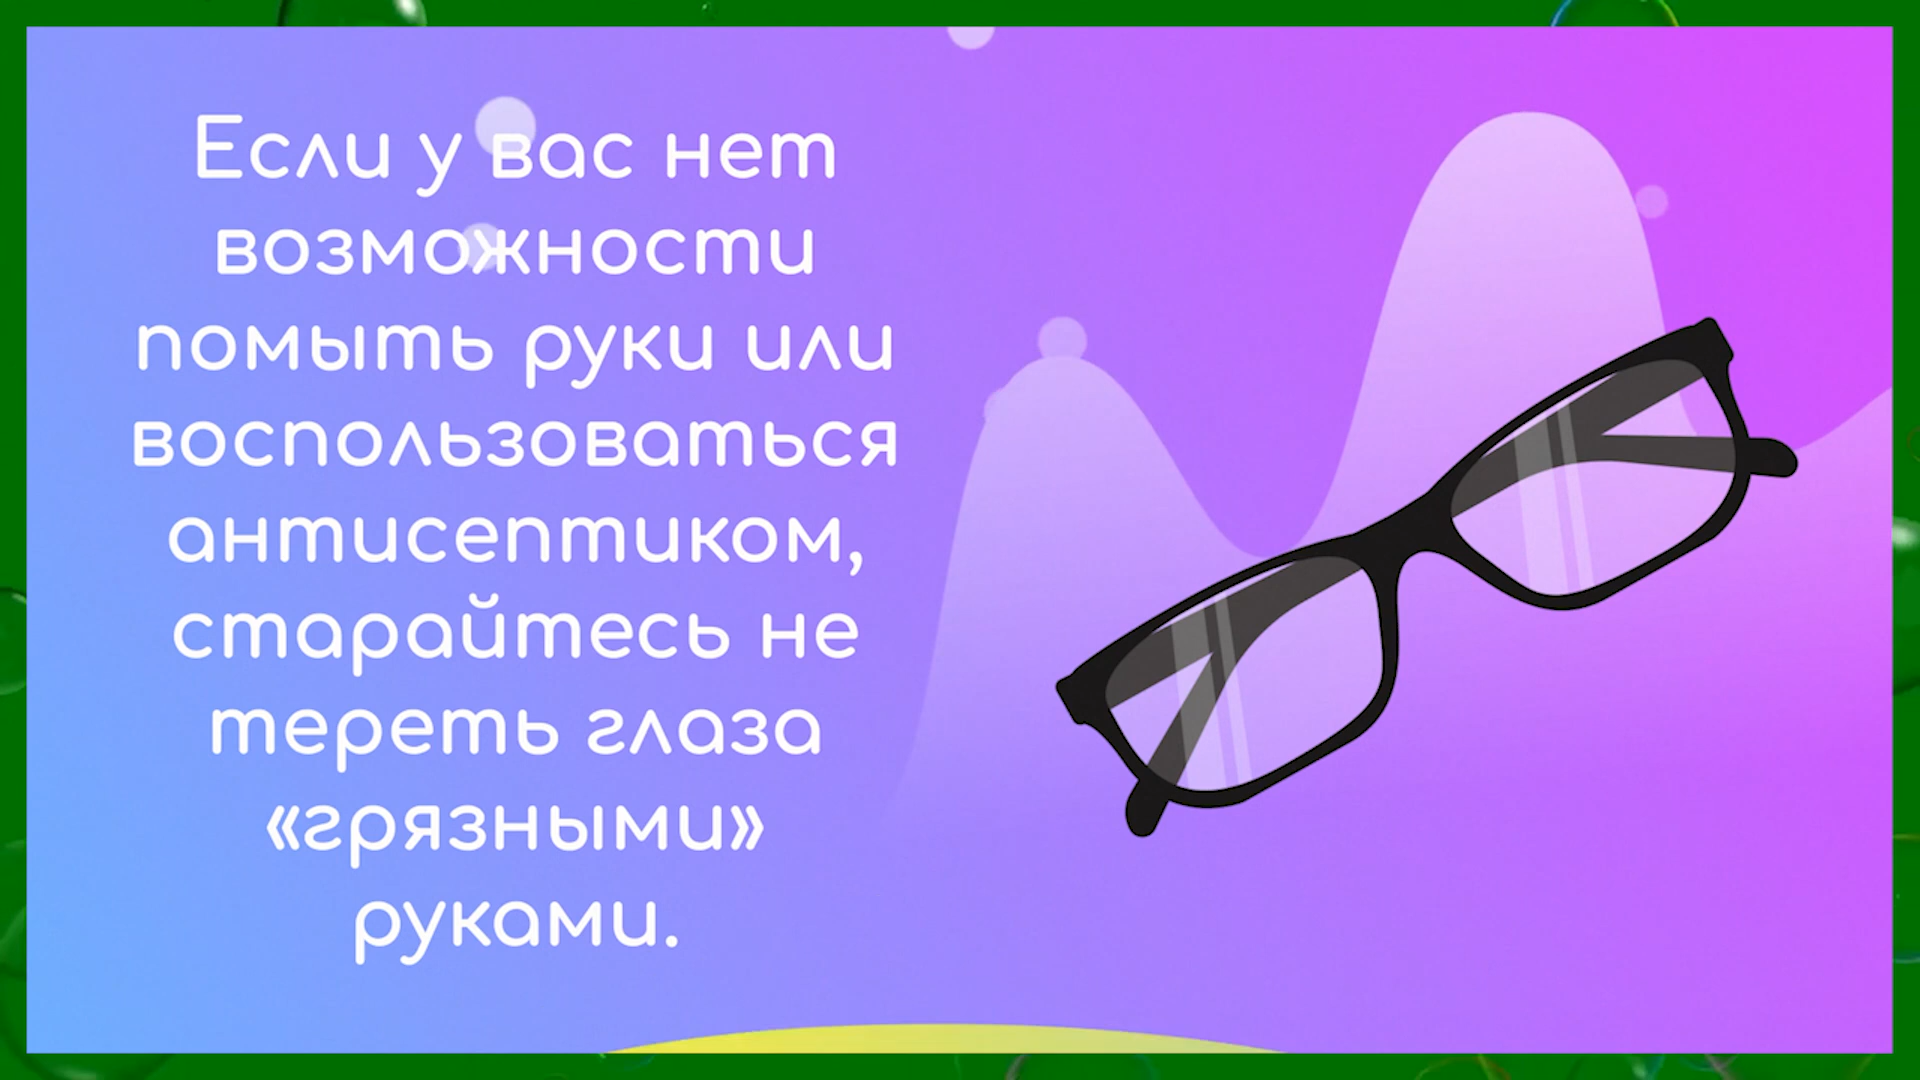 Если у вас нет
возможности
помыть руки или
воспользоваться
антисептиком,
старайтесь не
тереть глаза
«грязными»
руками.